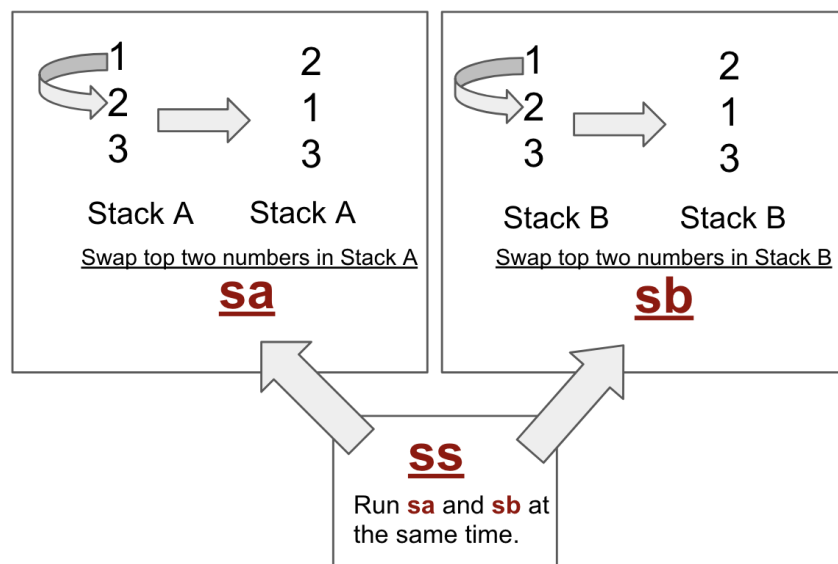 1 2
2 1
3 3
Stack A Stack A
Swap top two numbers in Stack A
sa
1 2
2 1
3 3
Stack B Stack B
Swap top two numbers in Stack B
sb
ss
Run sa and sb at
the same time.